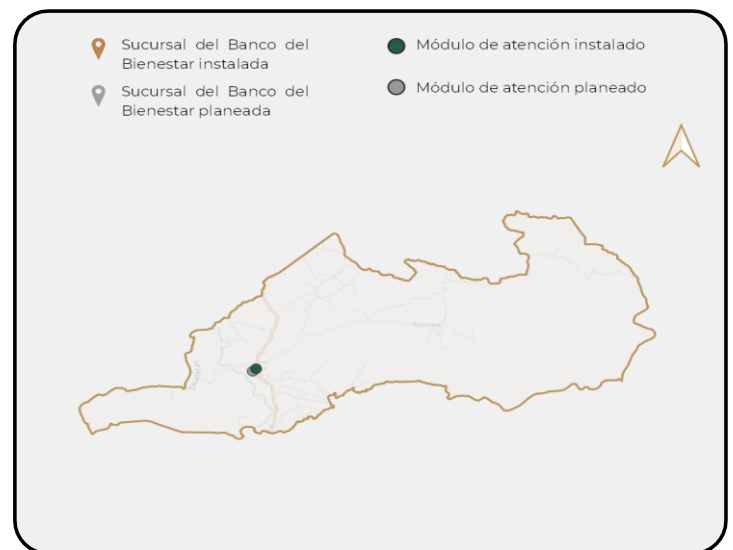 Sucursal del Banco del
Bienestar instalada
Sucursal del Banco del
Bienestar planeada
Módulo de atención instalado
Módulo de atención planeado